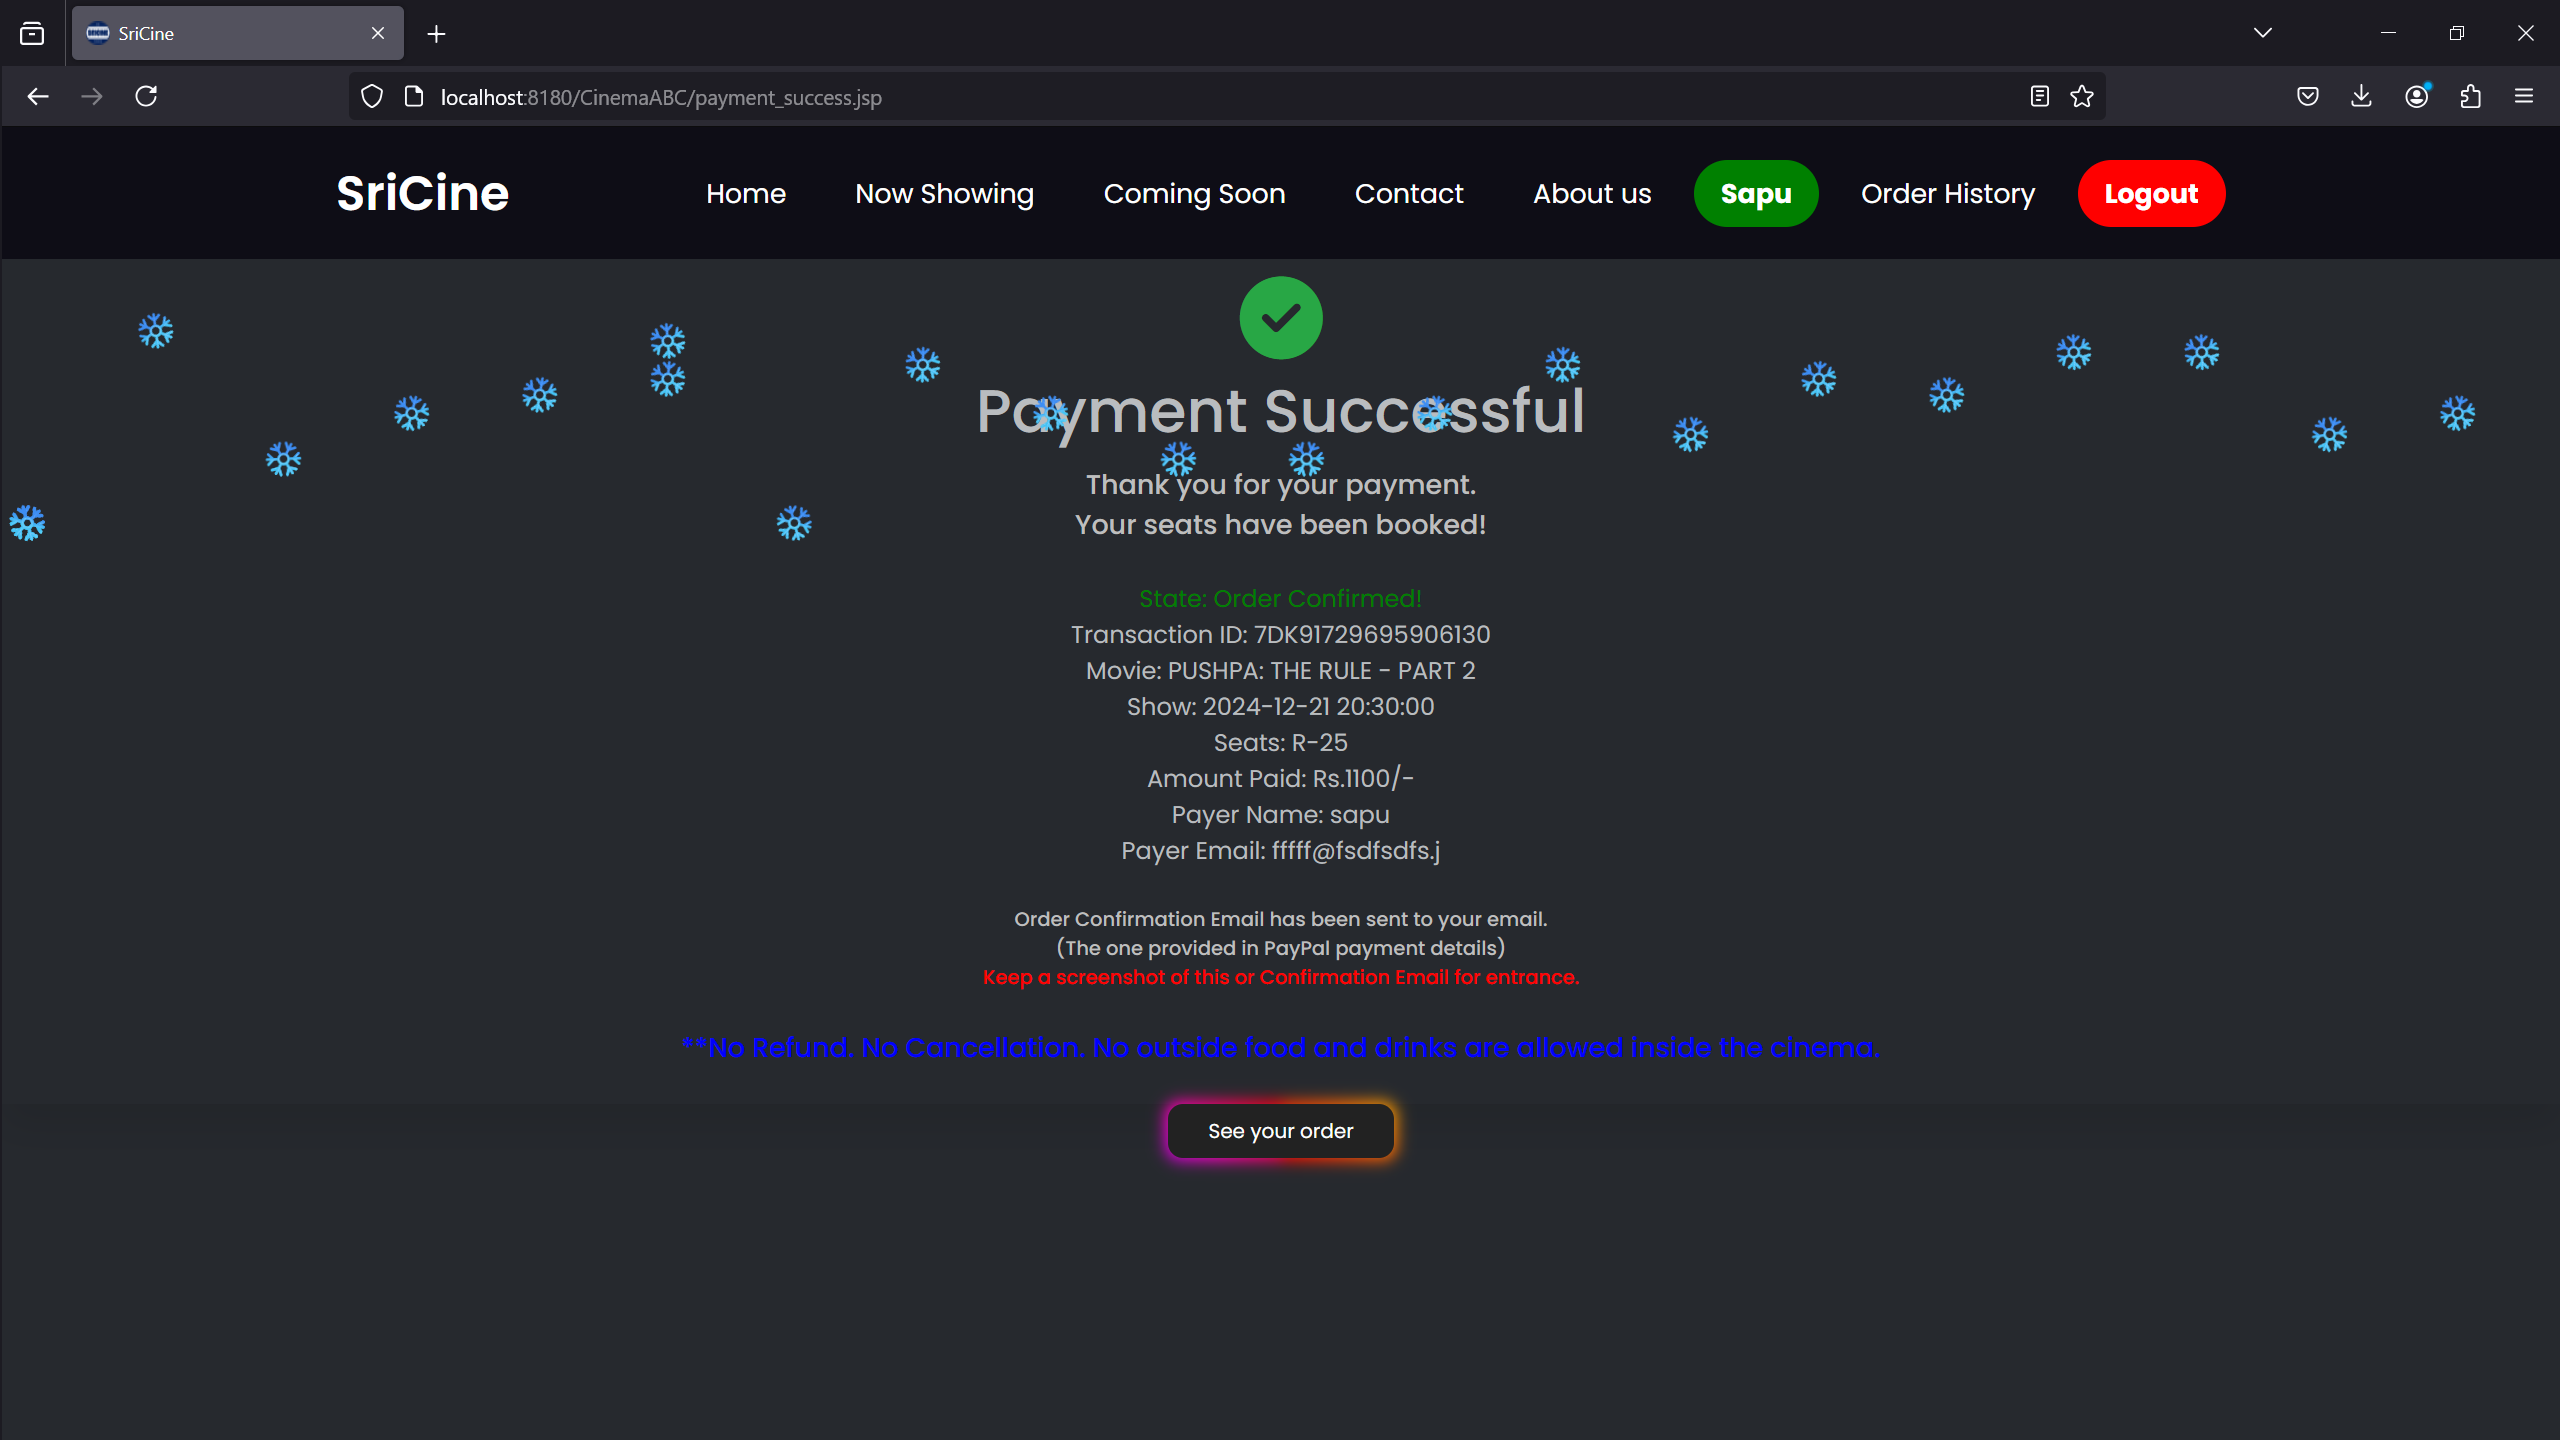 SriCine
localhost:8180/CinemaABC/payment_success.jsp
SriCine
Home
Now Showing
Coming Soon
Contact
About us
Sapu
Order History
Logout
Payment Successful
Thank you for your payment.
Your seats have been booked!
State: Order Confirmed!
Transaction ID: 7DK91729695906130
Movie: PUSHPA: THE RULE - PART 2
Show: 2024-12-21 20:30:00
Seats: R-25
Amount Paid: Rs.1100/-
Payer Name: sapu
Payer Email: fffff@fsdfsdfs.j
Order Confirmation Email has been sent to your email.
(The one provided in PayPal payment details)
Keep a screenshot of this or Confirmation Email for entrance.
**No Refund. No Cancellation. No outside food and drinks are allowed inside the cinema.
See your order